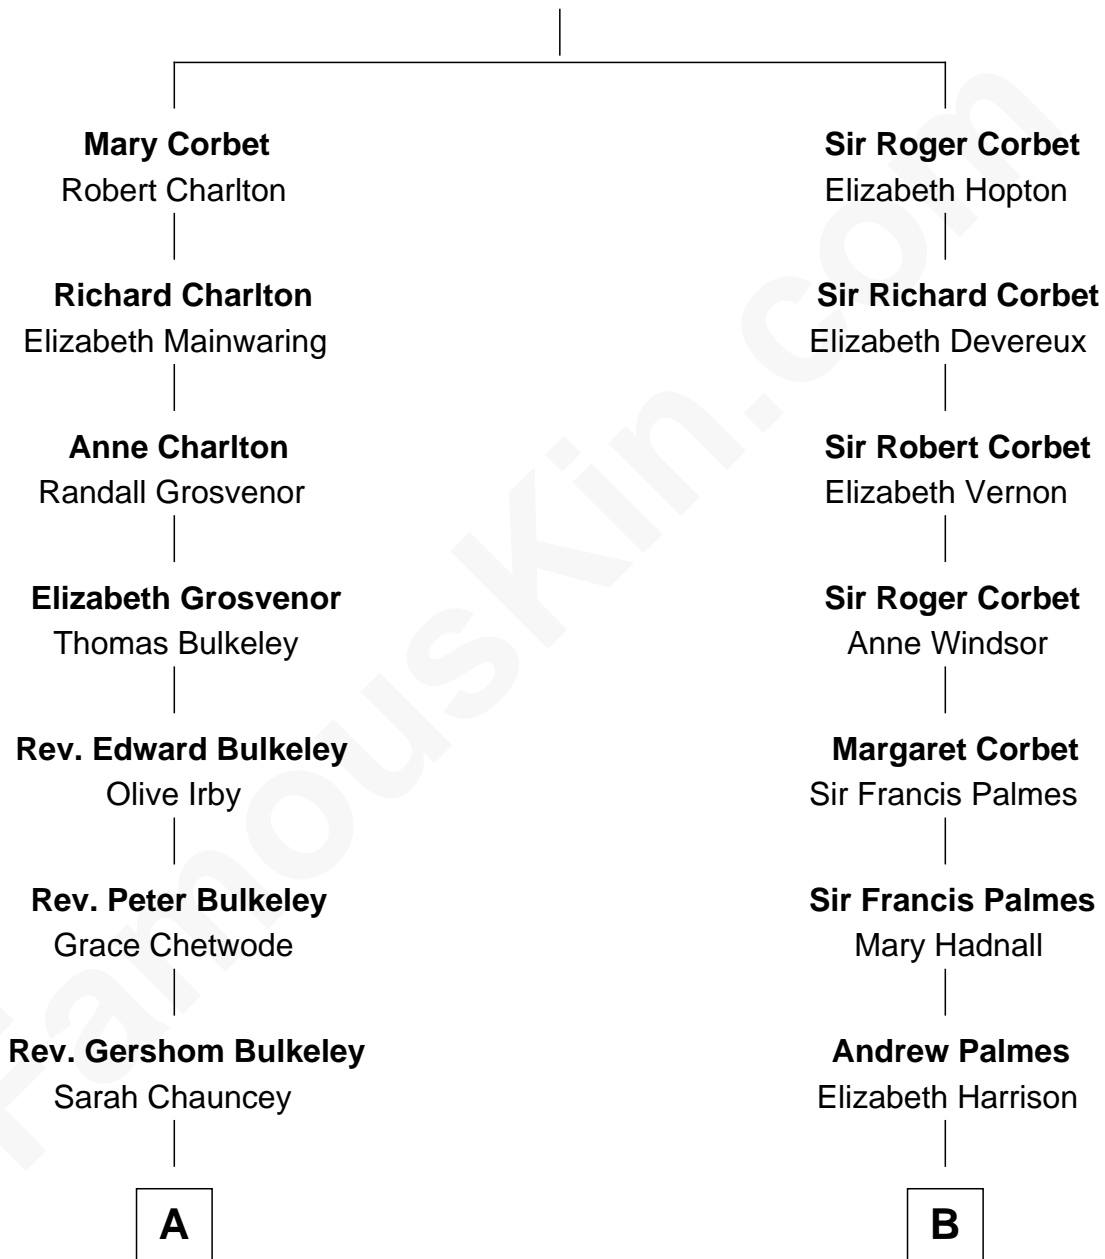 Mary Corbet
Robert Charlton
Richard Charlton
Elizabeth Mainwaring
Anne Charlton
Randall Grosvenor
Elizabeth Grosvenor
Thomas Bulkeley
Rev. Edward Bulkeley
Olive Irby
Rev. Peter Bulkeley
Grace Chetwode
Rev. Gershom Bulkeley
Sarah Chauncey
A
Sir Roger Corbet
Elizabeth Hopton
Sir Richard Corbet
Elizabeth Devereux
Sir Robert Corbet
Elizabeth Vernon
Sir Roger Corbet
Anne Windsor
Margaret Corbet
Sir Francis Palmes
Sir Francis Palmes
Mary Hadnall
Andrew Palmes
Elizabeth Harrison
B
FamousKin.com